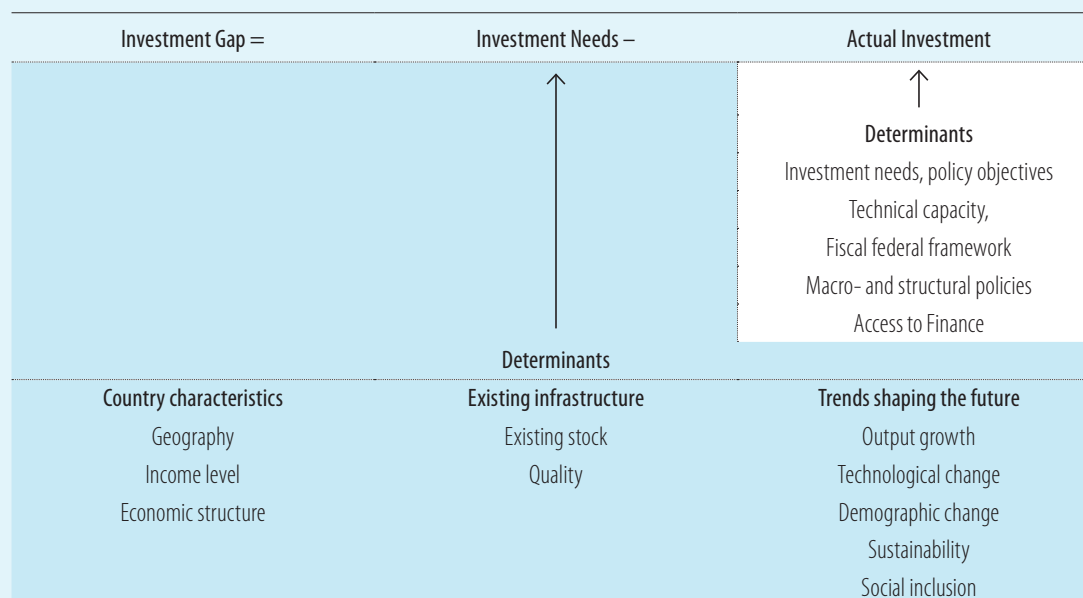 Investment Gap = Investment Needs – Actual Investment
Determinants
Investment needs, policy objectives
Technical capacity,
Fiscal federal framework
Macro- and structural policies
Access to Finance
Determinants
Country characteristics Existing infrastructure Trends shaping the future
Geography Existing stock Output growth
Income level Quality Technological change
Economic structure Demographic change
Sustainability
Social inclusion